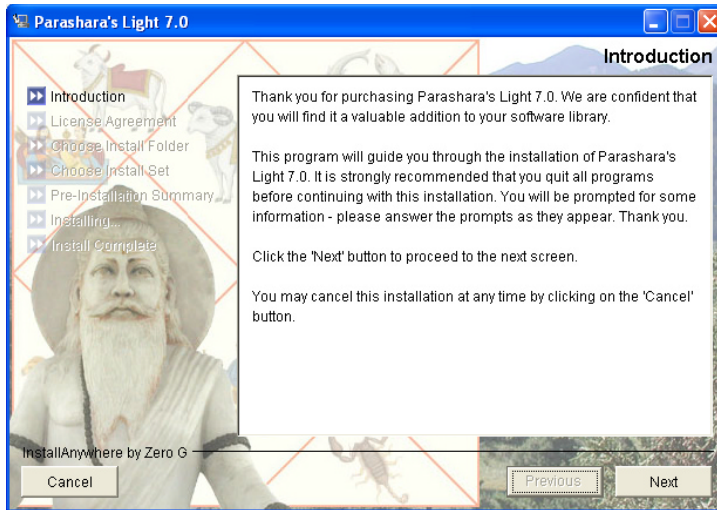 Parashara's Light 7.0
Introduction
Introduction
License Agreement
Choose Install Folder
Choose Install Set
Pre-Installation Summary
Installing...
Install Complete
Thank you for purchasing Parashara's Light 7.0. We are confident that
you will find it a valuable addition to your software library.
This program will guide you through the installation of Parashara's
Light 7.0. It is strongly recommended that you quit all programs
before continuing with this installation. You will be prompted for some
information - please answer the prompts as they appear. Thank you.
Click the 'Next' button to proceed to the next screen.
You may cancel this installation at any time by clicking on the 'Cancel'
button.
InstallAnywhere by Zero G
Cancel
Previous
Next